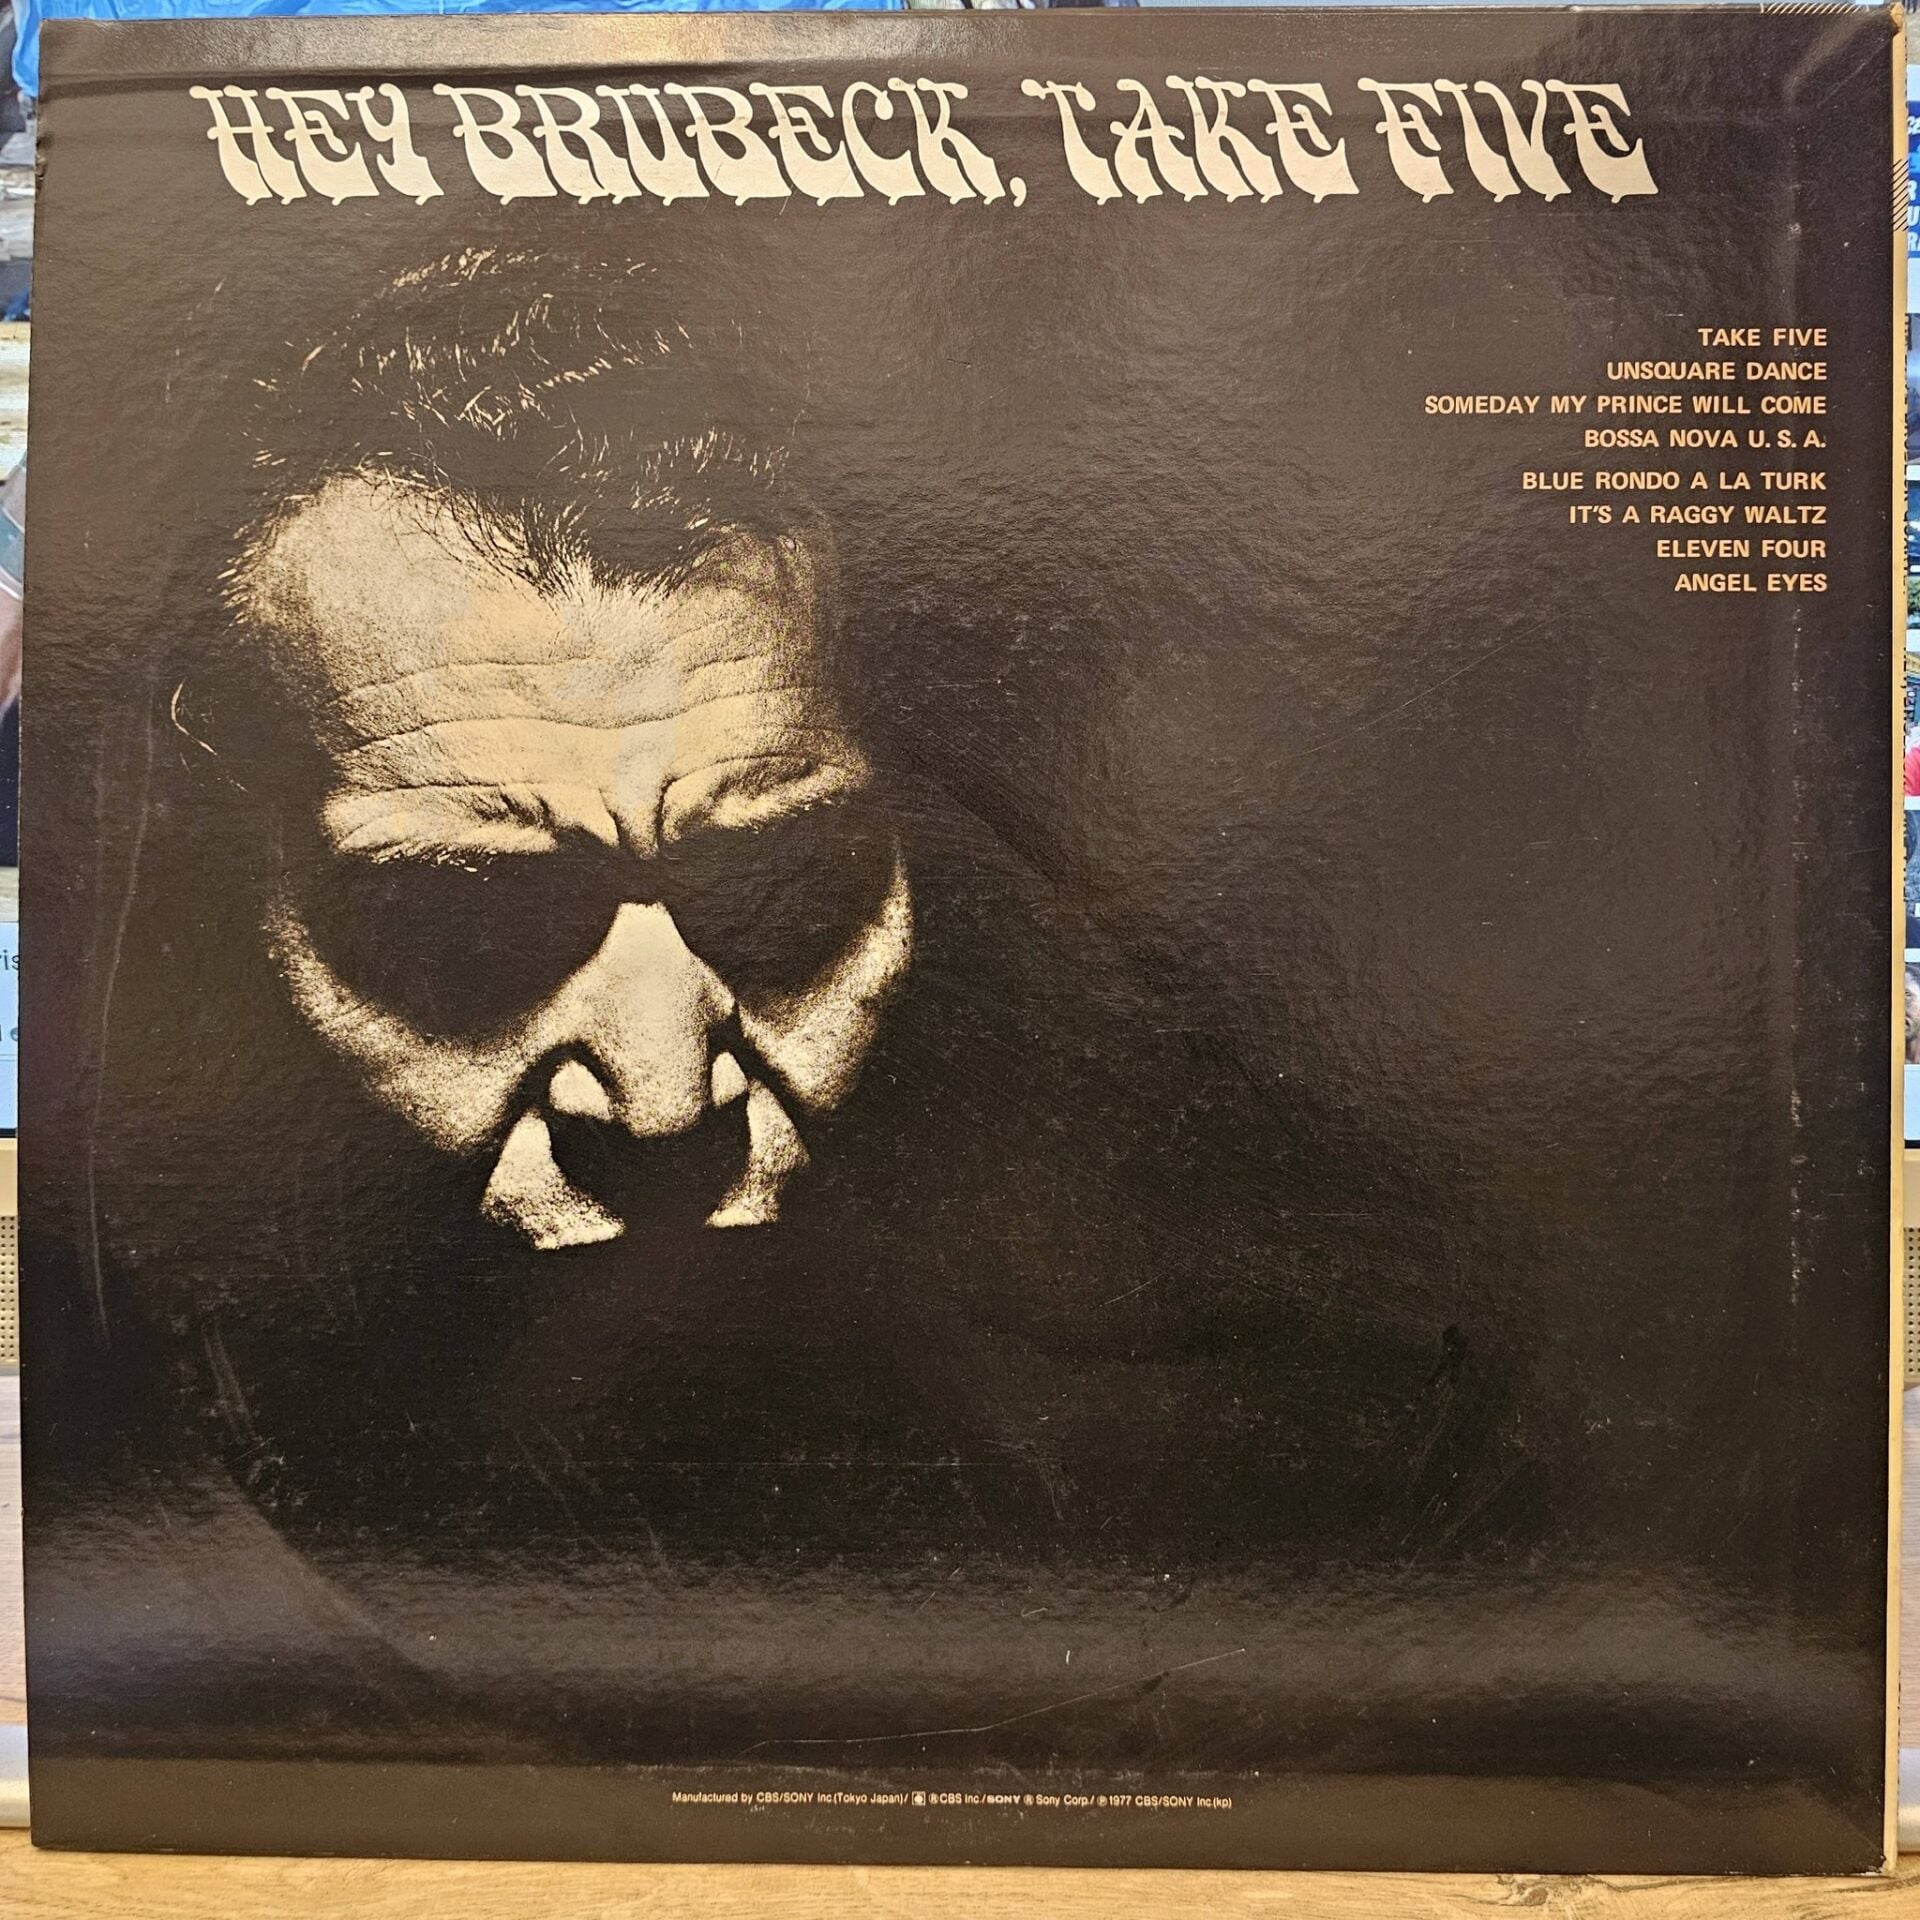 HEY BRUBECK, TAKE FIVE
TAKE FIVE
UNSQUARE DANCE
SOMEDAY MY PRINCE WILL COME
BOSSA NOVA U. S. A.
BLUE RONDO A LA TURK
IT'S A RAGGY WALTZ
ELEVEN FOUR
ANGEL EYES
Manufactured by CBS/SONY Inc (Tokyo Japan)/ ® CBS Inc./SONY ® Sony Corp./ ℗ 1977 CBS/SONY Inc.(kp)